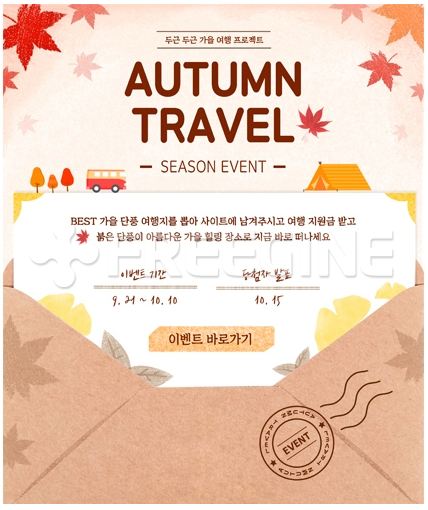 두근 두근 가을 여행 프로젝트
AUTUMN
TRAVEL
SEASON EVENT
BEST 가을 단풍 여행지를 뽑아 사이트에 남겨주시고 여행 지원금 받고
붉은 단풍이 아름다운 가을 힐링 장소로 지금 바로 떠나세요
FREEGINE
이벤트 기간
당첨자 발표
9. 21 ~ 10. 10
10. 15
이벤트 바로가기
AUTUMN TRAVEL
EVENT
AUTUMN TRAVEL